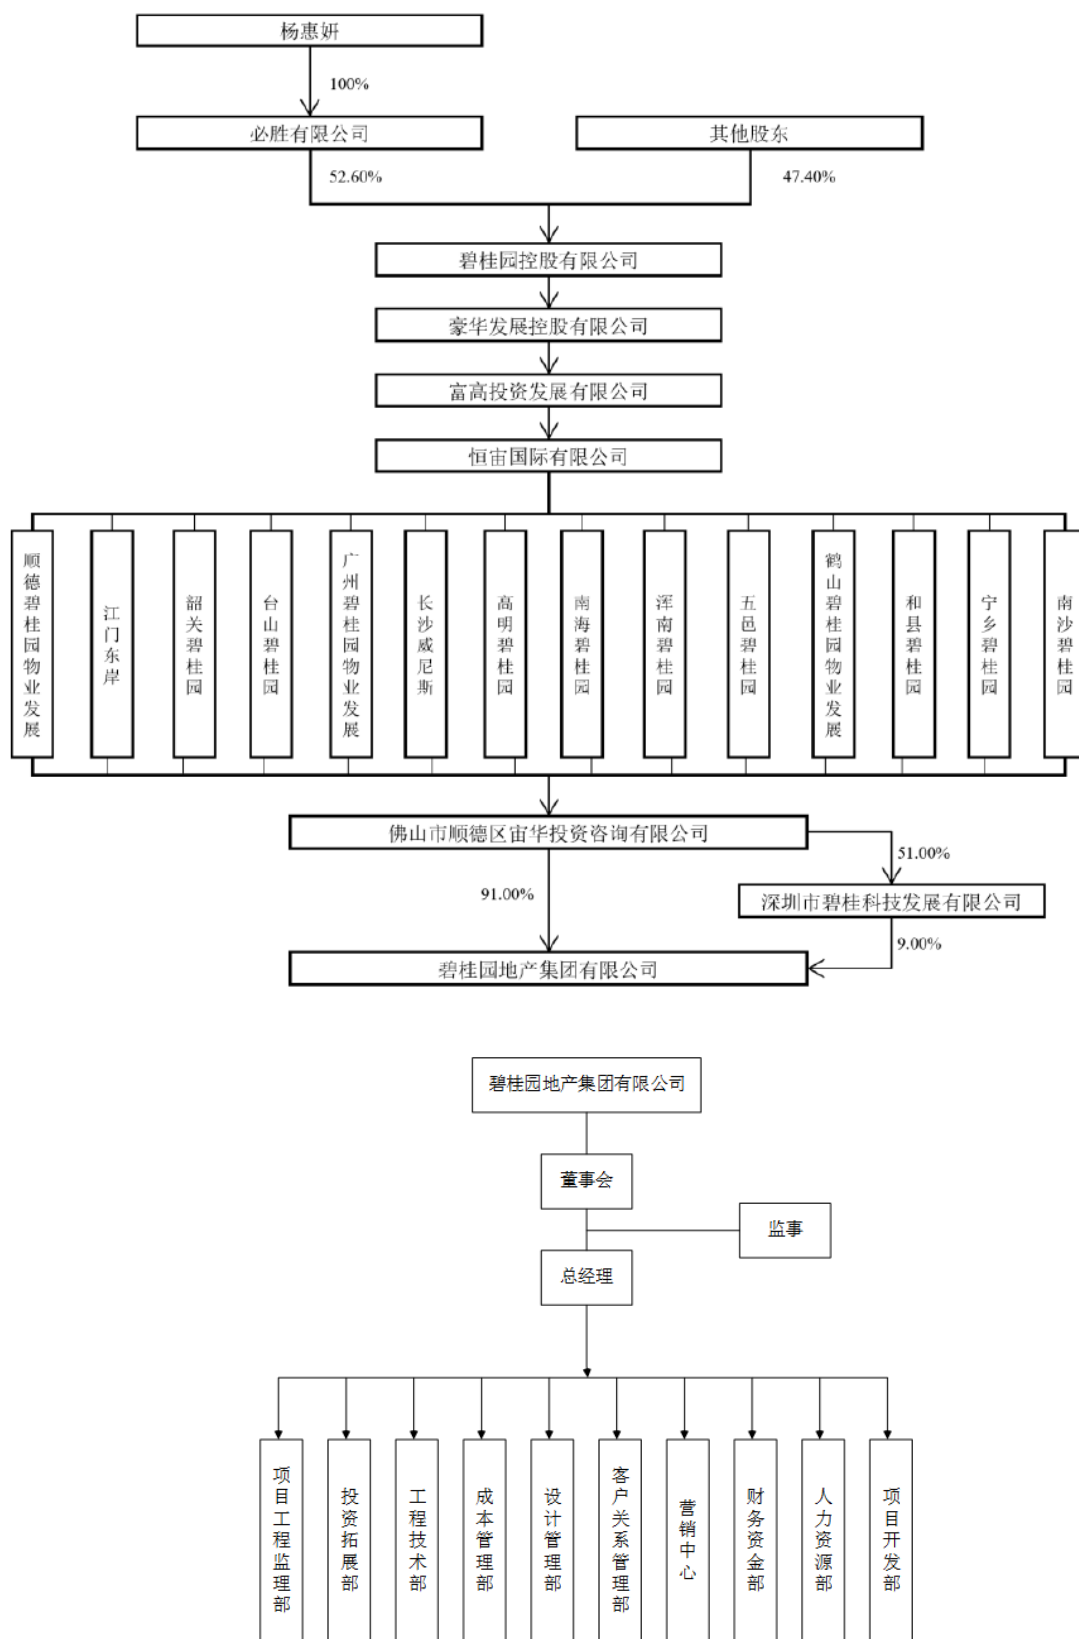 杨惠妍
100%
必胜有限公司
其他股东
52.60%
47.40%
碧桂园控股有限公司
豪华发展控股有限公司
富高投资发展有限公司
恒宙国际有限公司
顺德碧桂园物业发展
江门东岸
韶关碧桂园
台山碧桂园
广州碧桂园物业发展
长沙威尼斯
高明碧桂园
南海碧桂园
浑南碧桂园
五邑碧桂园
鹤山碧桂园物业发展
和县碧桂园
宁乡碧桂园
南沙碧桂园
佛山市顺德区宙华投资咨询有限公司
51.00%
91.00%
深圳市碧桂科技发展有限公司
9.00%
碧桂园地产集团有限公司
碧桂园地产集团有限公司
董事会
监事
总经理
项目工程监理部
投资拓展部
工程技术部
成本管理部
设计管理部
客户关系管理部
营销中心
财务资金部
人力资源部
项目开发部